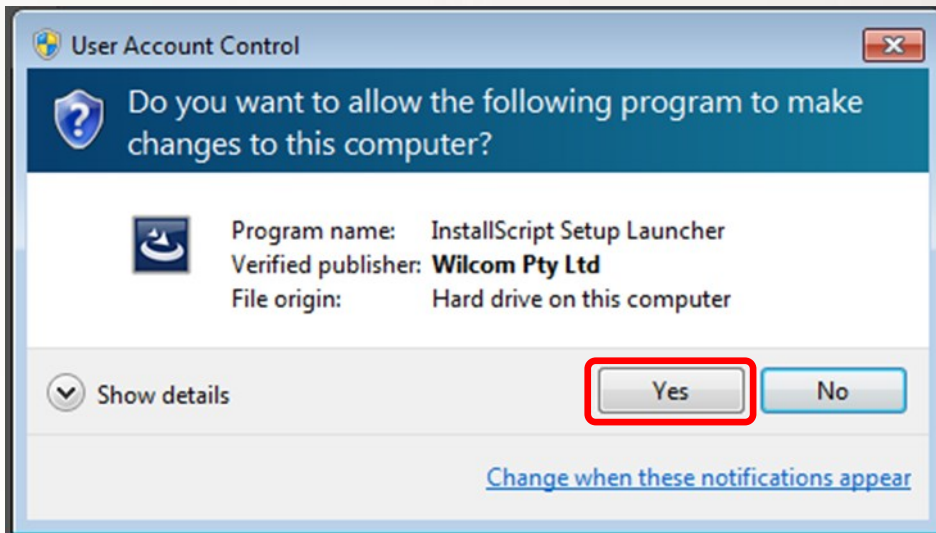 User Account Control
Do you want to allow the following program to make
changes to this computer?
Program name: InstallScript Setup Launcher
Verified publisher: Wilcom Pty Ltd
File origin: Hard drive on this computer
Show details
Yes
No
Change when these notifications appear